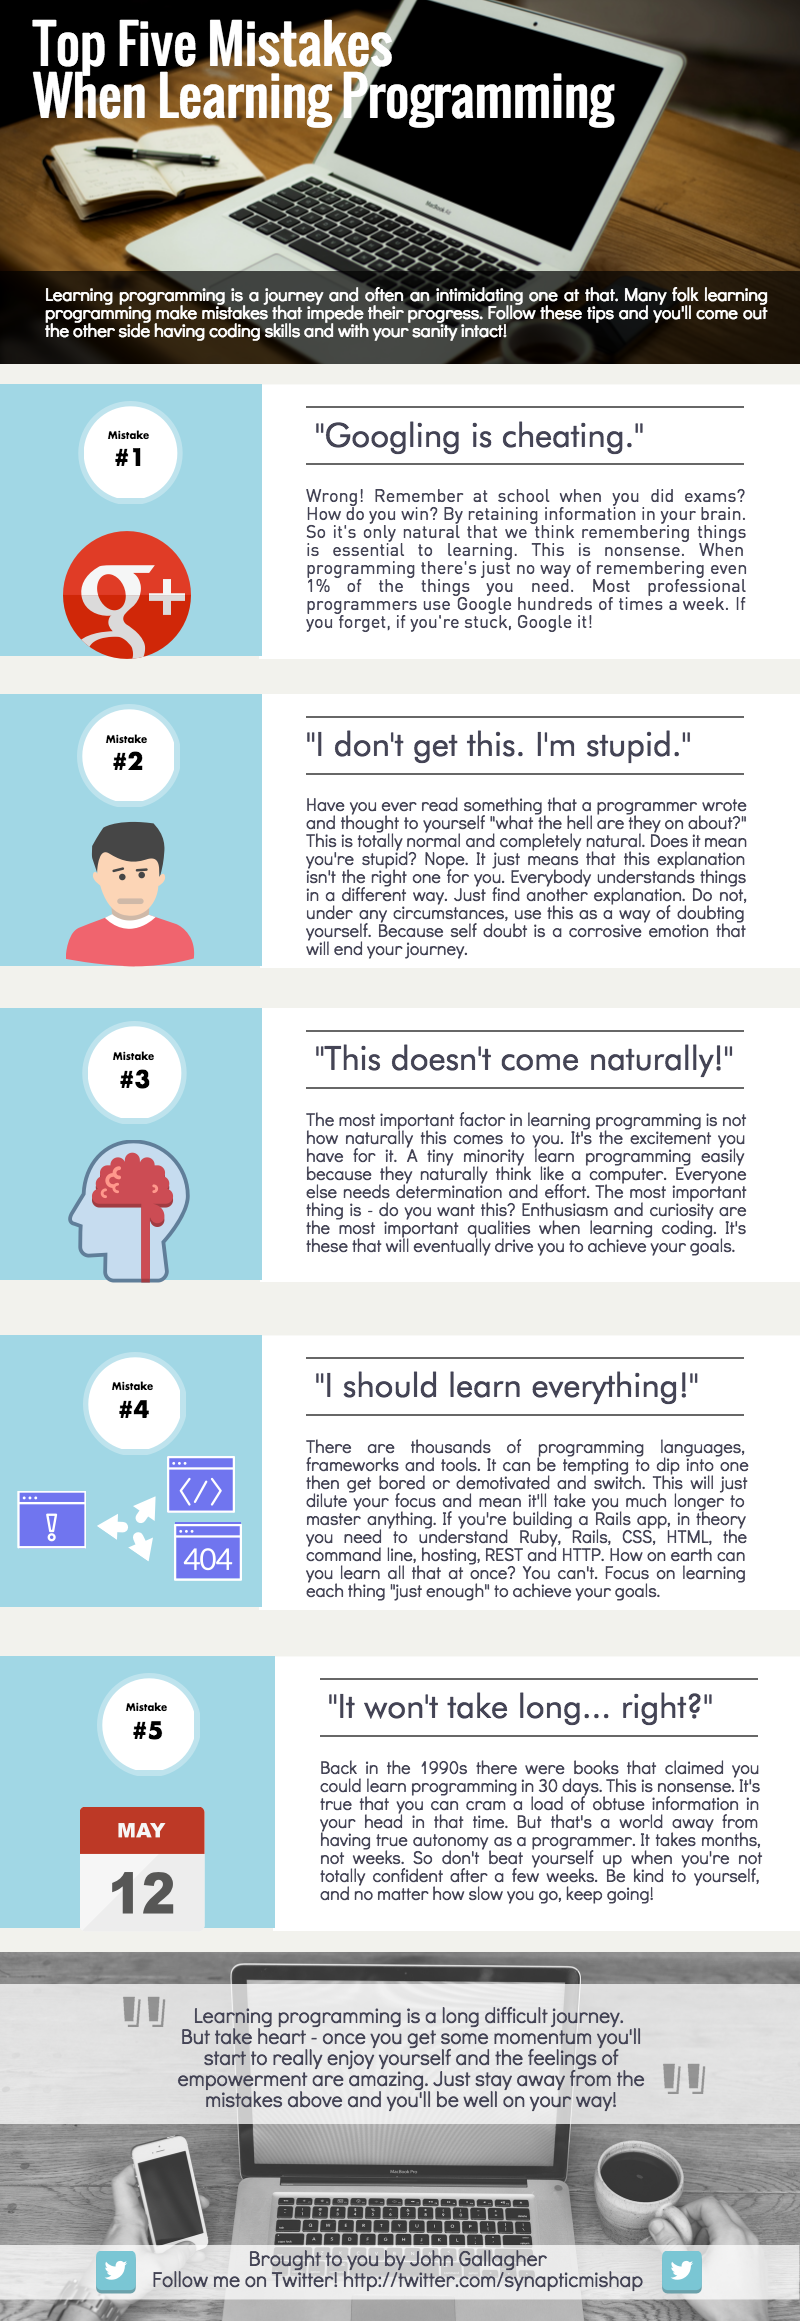 Top Five Mistakes
When Learning Programming
Learning programming is a journey and often an intimidating one at that. Many folk learning
programming make mistakes that impede their progress. Follow these tips and you'll come out
the other side having coding skills and with your sanity intact!
Mistake
#1
g+
"Googling is cheating."
Wrong! Remember at school when you did exams?
How do you win? By retaining information in your brain.
So it's only natural that we think remembering things
is essential to learning. This is nonsense. When
programming there's just no way of remembering even
1% of the things you need. Most professional
programmers use Google hundreds of times a week. If
you forget, if you're stuck, Google it!
Mistake
#2
"I don't get this. I'm stupid."
Have you ever read something that a programmer wrote
and thought to yourself "what the hell are they on about?"
This is totally normal and completely natural. Does it mean
you're stupid? Nope. It just means that this explanation
isn't the right one for you. Everybody understands things
in a different way. Just find another explanation. Do not,
under any circumstances, use this as a way of doubting
yourself. Because self doubt is a corrosive emotion that
will end your journey.
Mistake
#3
"This doesn't come naturally!"
The most important factor in learning programming is not
how naturally this comes to you. It's the excitement you
have for it. A tiny minority learn programming easily
because they naturally think like a computer. Everyone
else needs determination and effort. The most important
thing is - do you want this? Enthusiasm and curiosity are
the most important qualities when learning coding. It's
these that will eventually drive you to achieve your goals.
Mistake
#4
!
</>
404
"I should learn everything!"
There are thousands of programming languages,
frameworks and tools. It can be tempting to dip into one
then get bored or demotivated and switch. This will just
dilute your focus and mean it'll take you much longer to
master anything. If you're building a Rails app, in theory
you need to understand Ruby, Rails, CSS, HTML, the
command line, hosting, REST and HTTP. How on earth can
you learn all that at once? You can't. Focus on learning
each thing "just enough" to achieve your goals.
Mistake
#5
MAY
12
"It won't take long... right?"
Back in the 1990s there were books that claimed you
could learn programming in 30 days. This is nonsense. It's
true that you can cram a load of obtuse information in
your head in that time. But that's a world away from
having true autonomy as a programmer. It takes months,
not weeks. So don't beat yourself up when you're not
totally confident after a few weeks. Be kind to yourself,
and no matter how slow you go, keep going!
" Learning programming is a long difficult journey.
But take heart - once you get some momentum you'll
start to really enjoy yourself and the feelings of
empowerment are amazing. Just stay away from the
mistakes above and you'll be well on your way! "
Brought to you by John Gallagher
Follow me on Twitter! http://twitter.com/synapticmishap